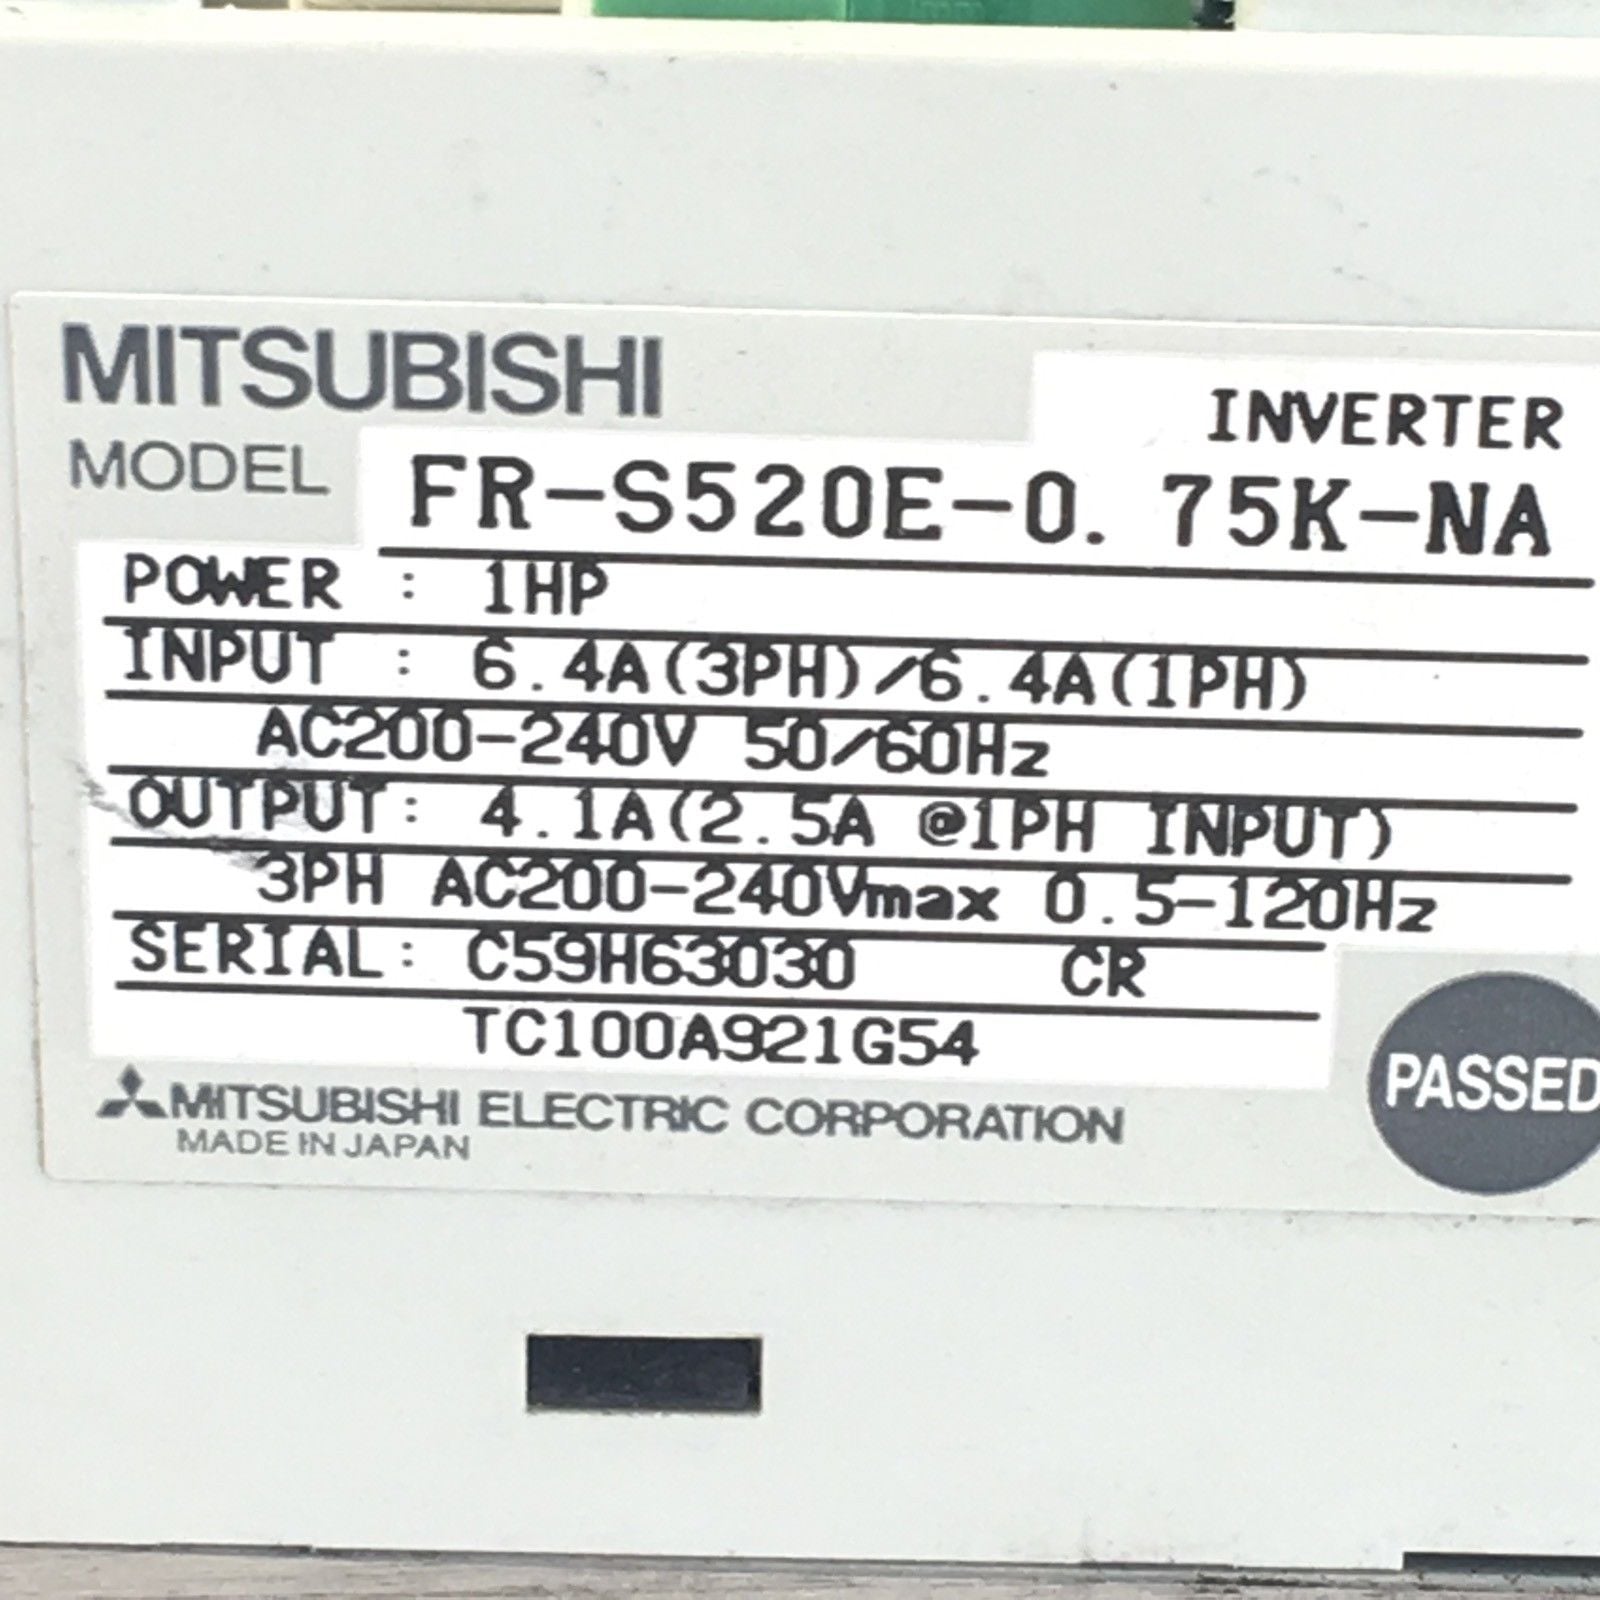 MITSUBISHI
INVERTER
MODEL FR-S520E-0.75K-NA
POWER : 1HP
INPUT : 6.4A(3PH)/6.4A(1PH)
AC200-240V 50/60Hz
OUTPUT: 4.1A(2.5A @1PH INPUT)
3PH AC200-240Vmax 0.5-120Hz
SERIAL: C59H63030 CR
TC100A921G54
PASSED
MITSUBISHI ELECTRIC CORPORATION
MADE IN JAPAN